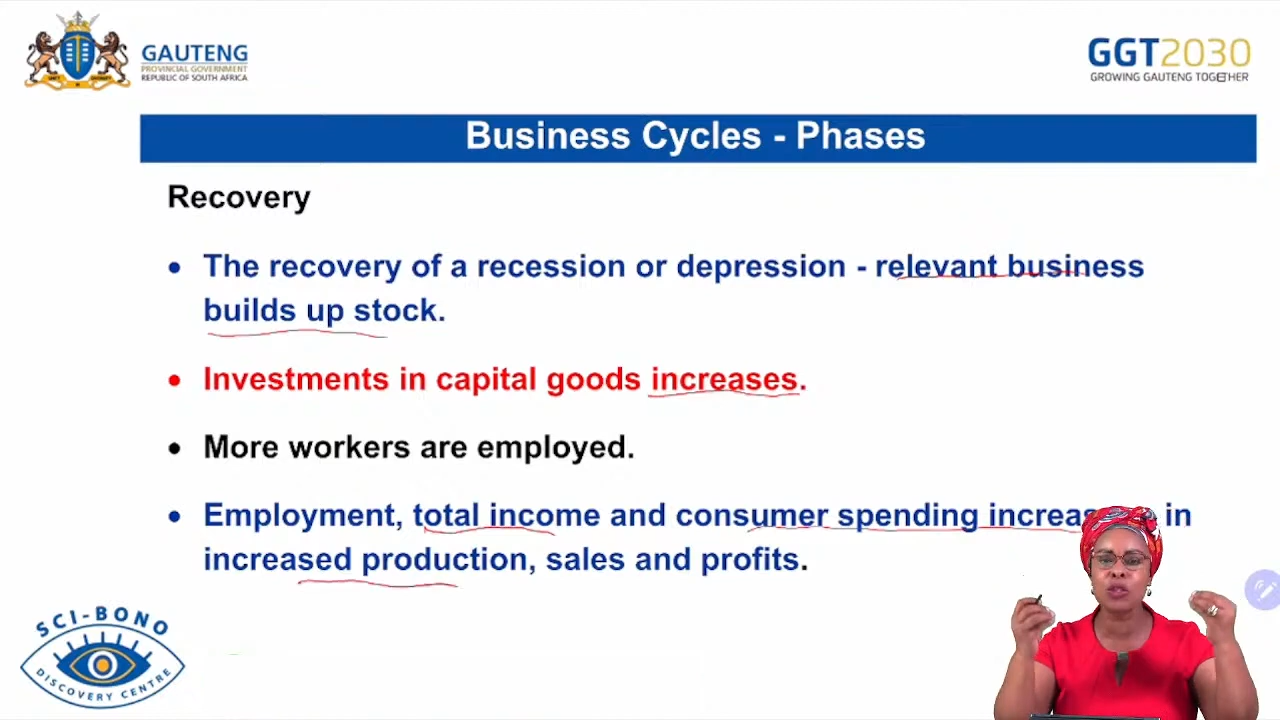 GAUTENG
PROVINCIAL GOVERNMENT
REPUBLIC OF SOUTH AFRICA
GGT2030
GROWING GAUTENG TOGETHER
Business Cycles - Phases
Recovery
• The recovery of a recession or depression - relevant business
builds up stock.
• Investments in capital goods increases.
• More workers are employed.
• Employment, total income and consumer spending in
increased production, sales and profits.
SCI-BONO
DISCOVERY CENTRE